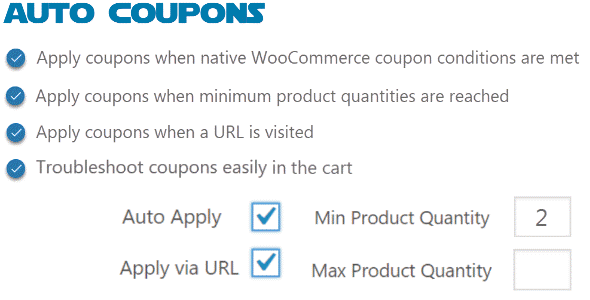 AUTO COUPONS
Apply coupons when native WooCommerce coupon conditions are met
Apply coupons when minimum product quantities are reached
Apply coupons when a URL is visited
Troubleshoot coupons easily in the cart
Auto Apply Min Product Quantity 2
Apply via URL Max Product Quantity